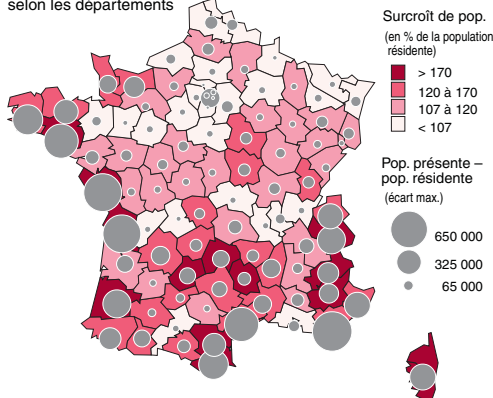 selon les départements
Surcroît de pop.
(en % de la population
résidente)
> 170
120 à 170
107 à 120
< 107
Pop. présente –
pop. résidente
(écart max.)
650 000
325 000
65 000